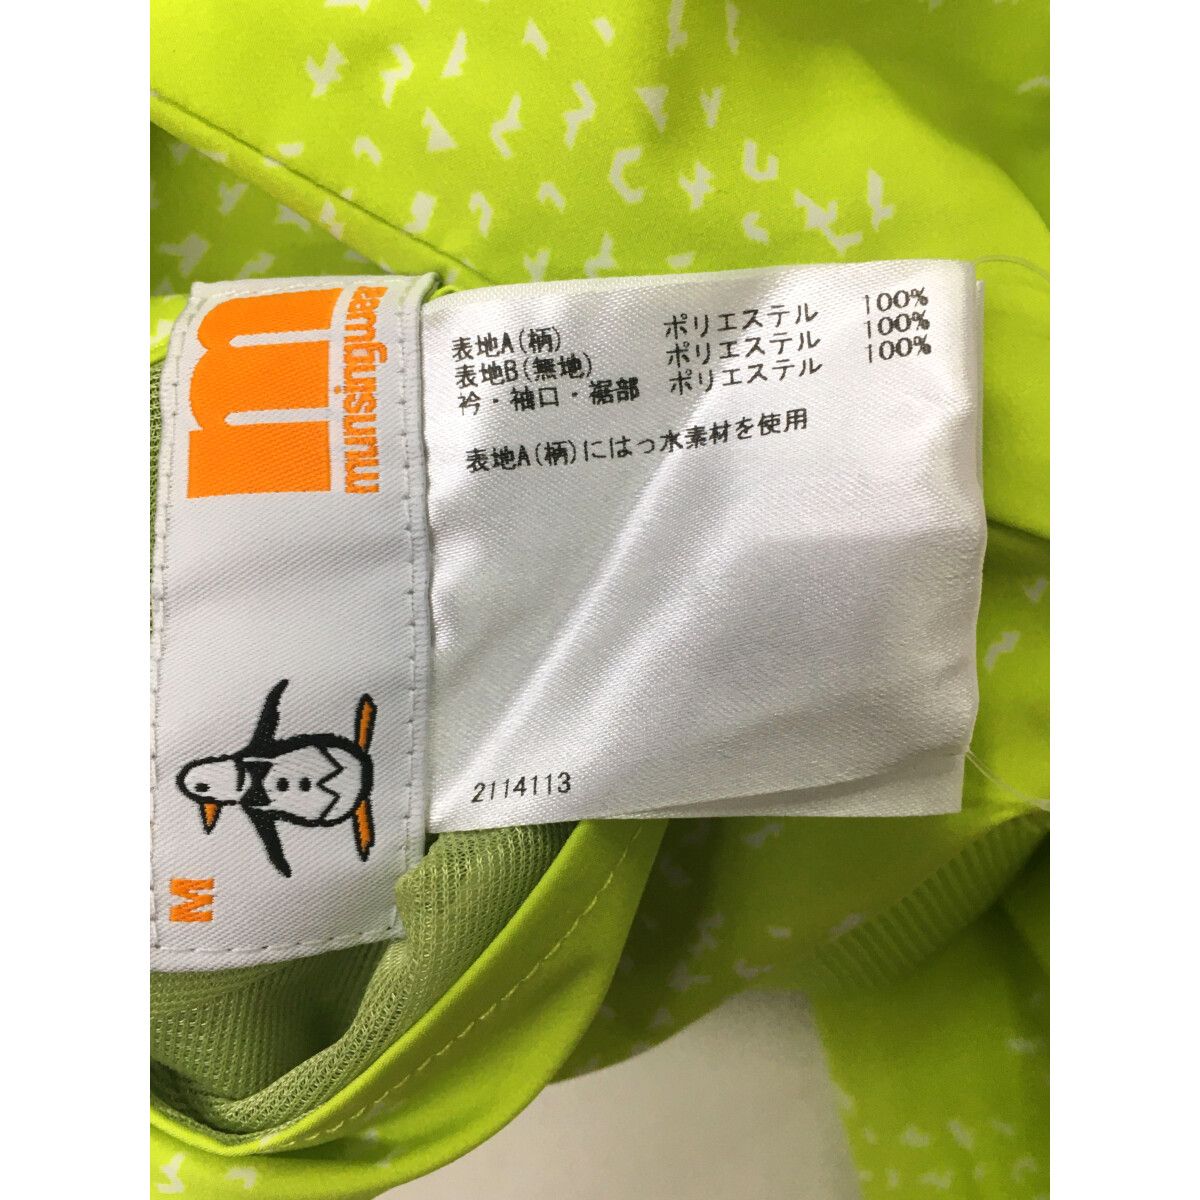 munsingwear
M
表地A(柄) ポリエステル 100%
表地B(無地) ポリエステル 100%
衿・袖口・裾部 ポリエステル 100%
表地A(柄)にはっ水素材を使用
2114113